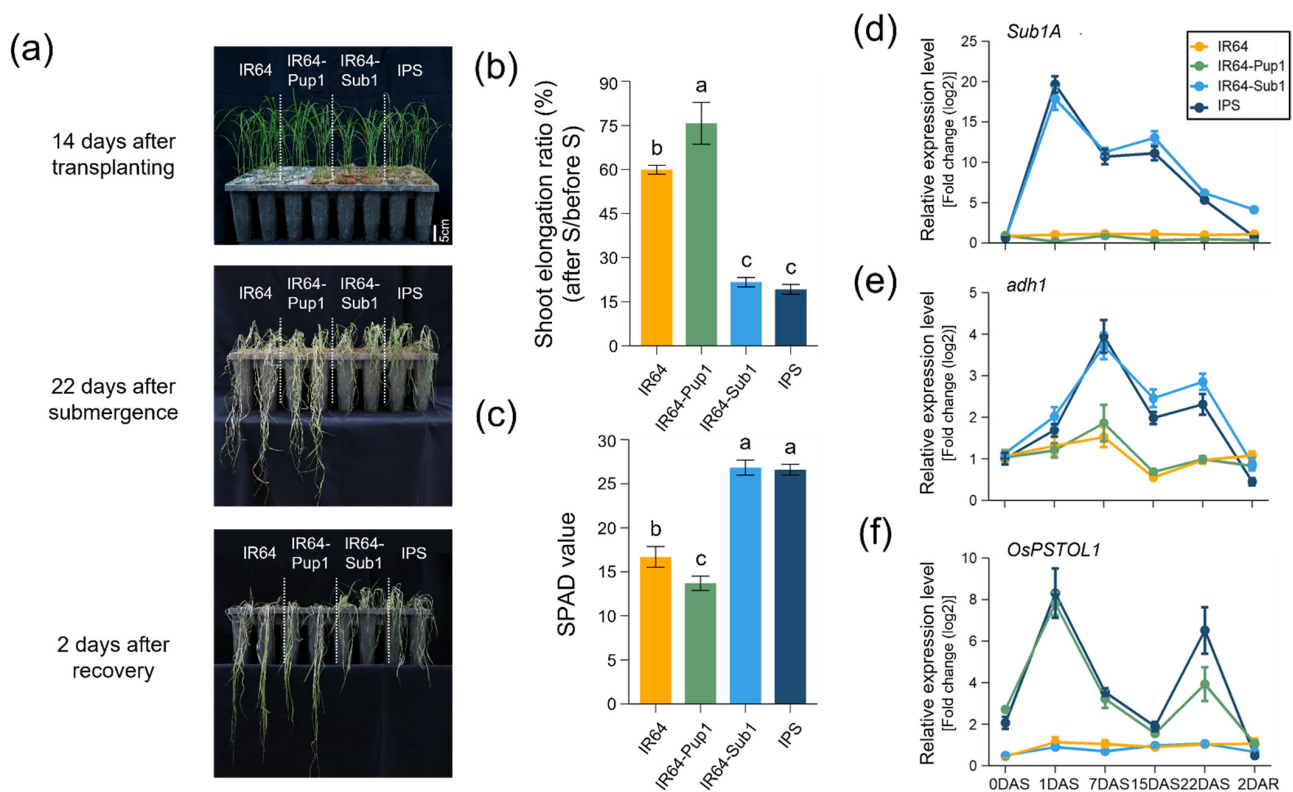 (a)
14 days after
transplanting
IR64
IR64-
Pup1
IR64-
Sub1
IPS
5cm
22 days after
submergence
IR64
IR64-
Pup1
IR64-
Sub1
IPS
2 days after
recovery
IR64
IR64-
Pup1
IR64-
Sub1
IPS
(b)
Shoot elongation ratio (%)
(after S/before S)
90
75
60
45
30
15
0
b
a
c
c
IR64
IR64-Pup1
IR64-Sub1
IPS
(c)
SPAD value
30
25
20
15
10
5
0
b
c
a
a
IR64
IR64-Pup1
IR64-Sub1
IPS
(d)
Sub1A
Relative expression level
[Fold change (log2)]
25
20
15
10
5
0
IR64
IR64-Pup1
IR64-Sub1
IPS
(e)
adh1
Relative expression level
[Fold change (log2)]
5
4
3
2
1
0
(f)
OsPSTOL1
Relative expression level
[Fold change (log2)]
10
8
6
4
2
0
0DAS 1DAS 7DAS 15DAS 22DAS 2DAR